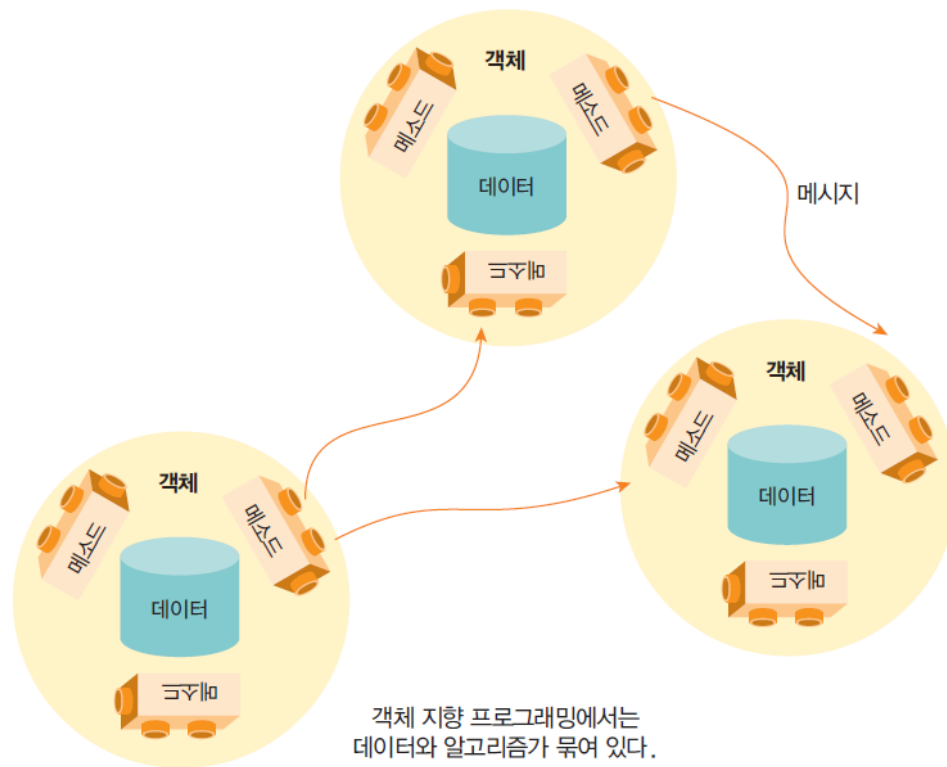 객체
메소드
메소드
데이터
메소드
메시지
객체
메소드
메소드
데이터
메소드
객체
메소드
메소드
데이터
메소드
객체 지향 프로그래밍에서는
데이터와 알고리즘가 묶여 있다.